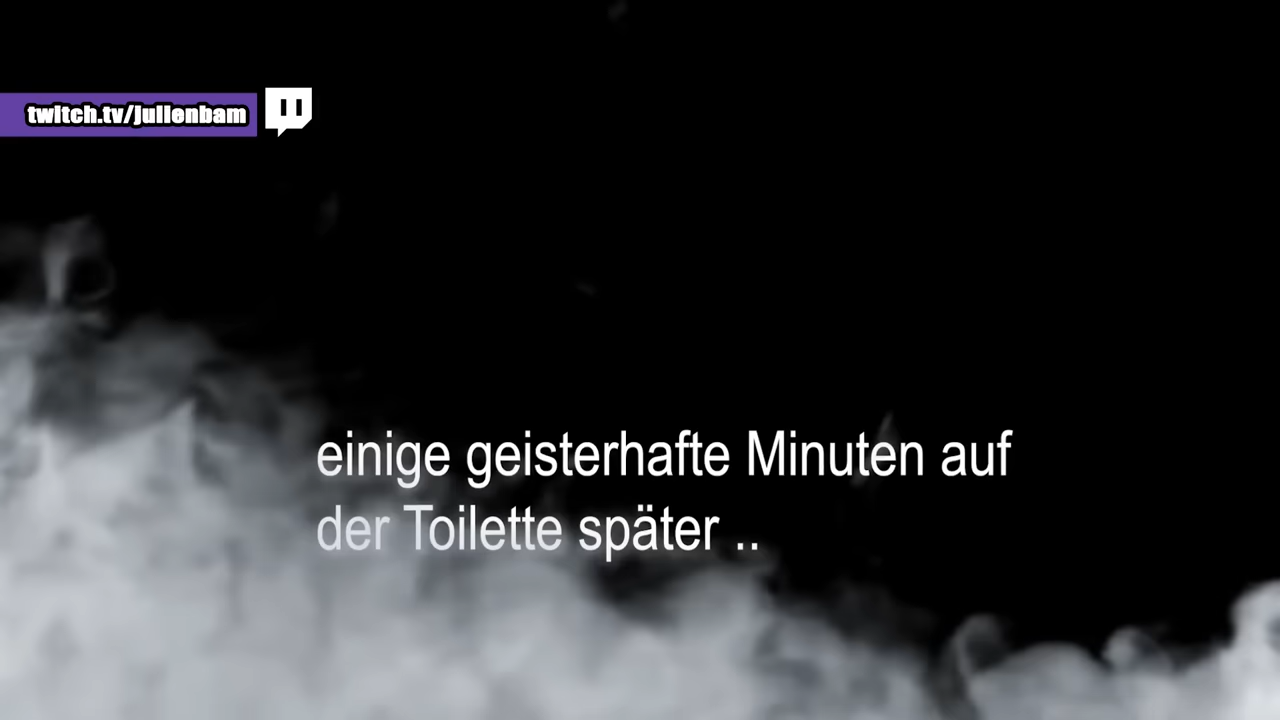 twitch.tv/julienbam
einige geisterhafte Minuten auf
der Toilette später ..